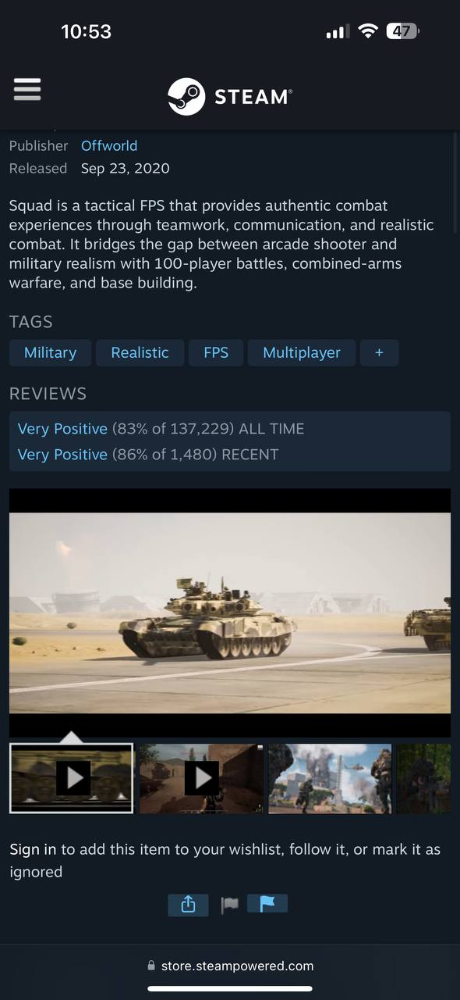 10:53
47
STEAM®
Publisher Offworld
Released Sep 23, 2020
Squad is a tactical FPS that provides authentic combat
experiences through teamwork, communication, and realistic
combat. It bridges the gap between arcade shooter and
military realism with 100-player battles, combined-arms
warfare, and base building.
TAGS
Military Realistic FPS Multiplayer +
REVIEWS
Very Positive (83% of 137,229) ALL TIME
Very Positive (86% of 1,480) RECENT
Sign in to add this item to your wishlist, follow it, or mark it as
ignored
store.steampowered.com